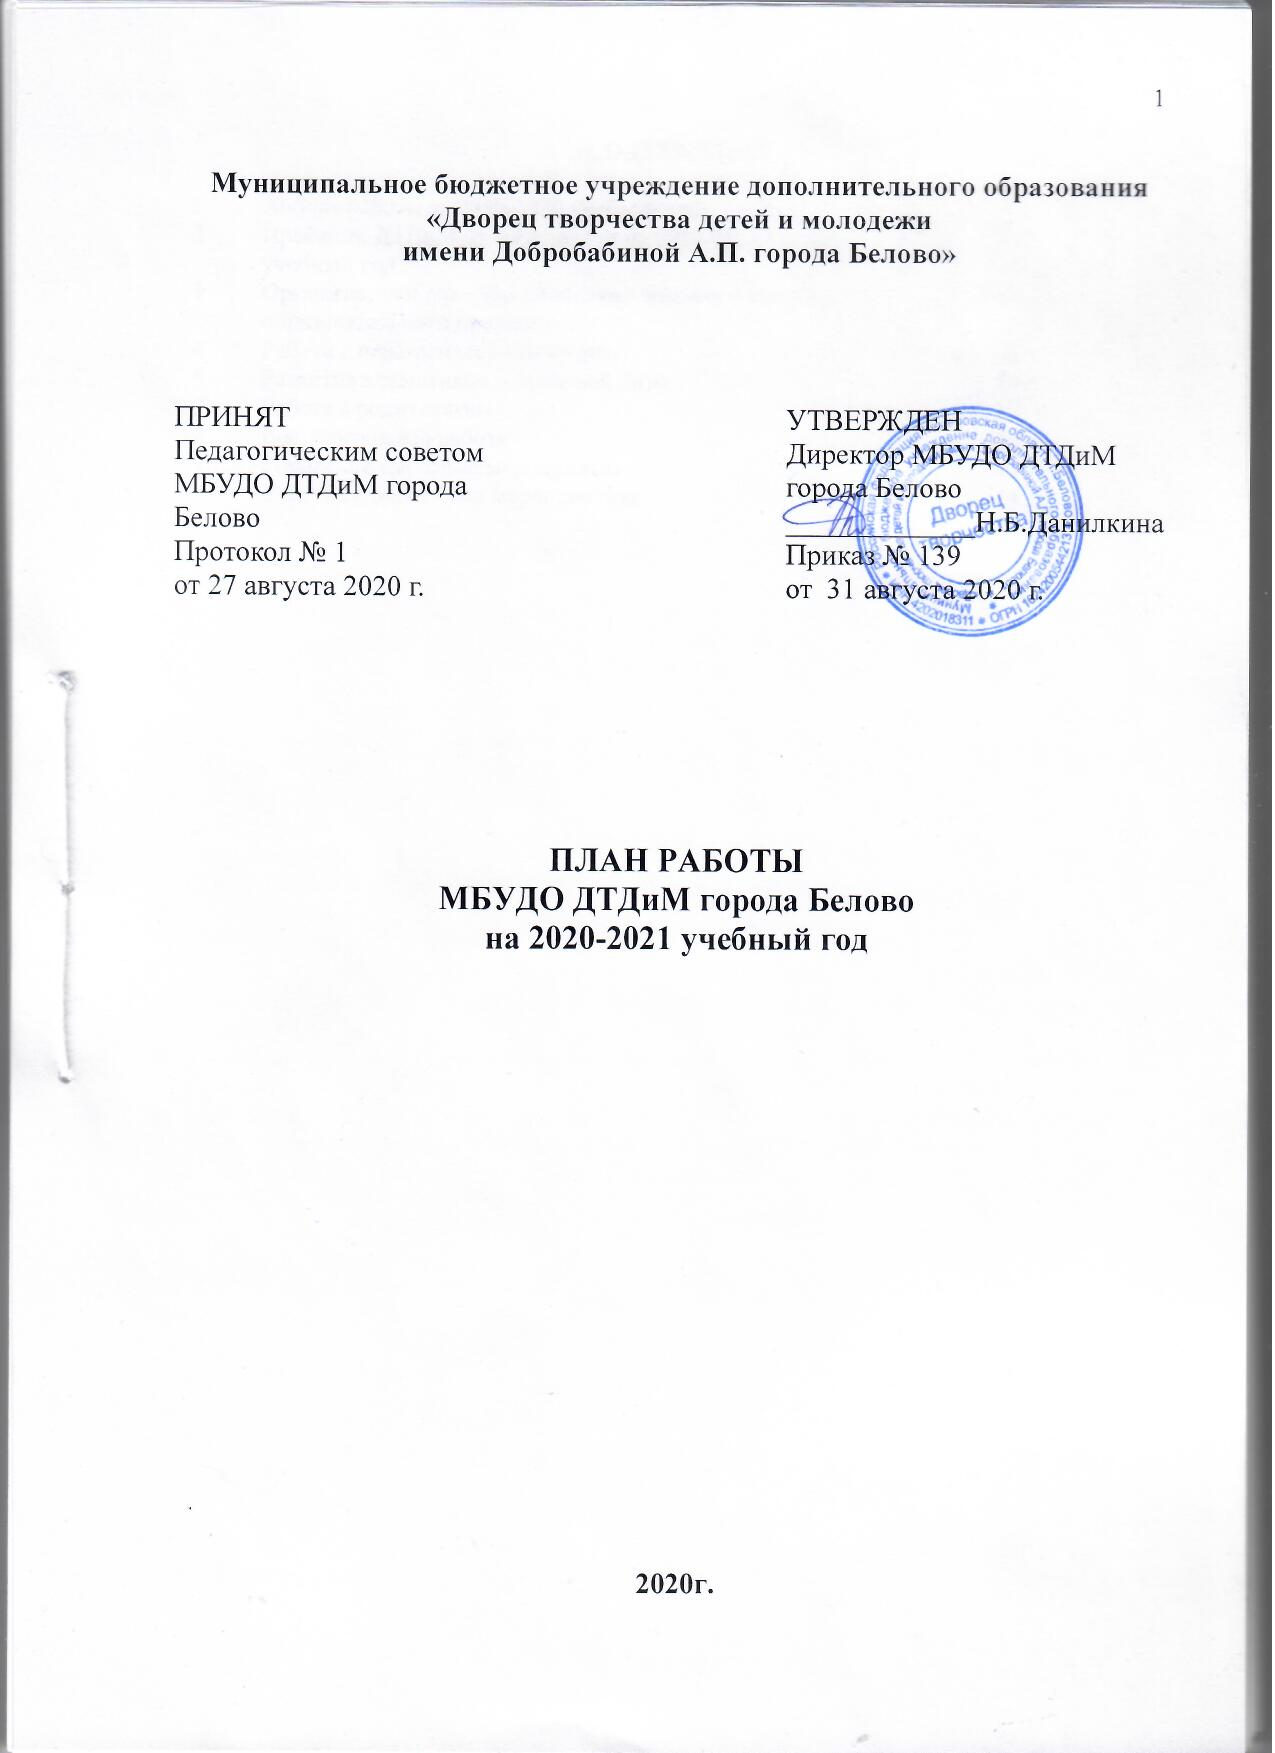 1
Муниципальное бюджетное учреждение дополнительного образования
«Дворец творчества детей и молодежи
имени Добробабиной А.П. города Белово»
ПРИНЯТ
Педагогическим советом
МБУДО ДТДиМ города
Белово
Протокол № 1
от 27 августа 2020 г.
УТВЕРЖДЕН
Директор МБУДО ДТДиМ
города Белово
Н.Б.Данилкина
Приказ № 139
от 31 августа 2020 г.
Дворец
творчества
ПЛАН РАБОТЫ
МБУДО ДТДиМ города Белово
на 2020-2021 учебный год
2020г.